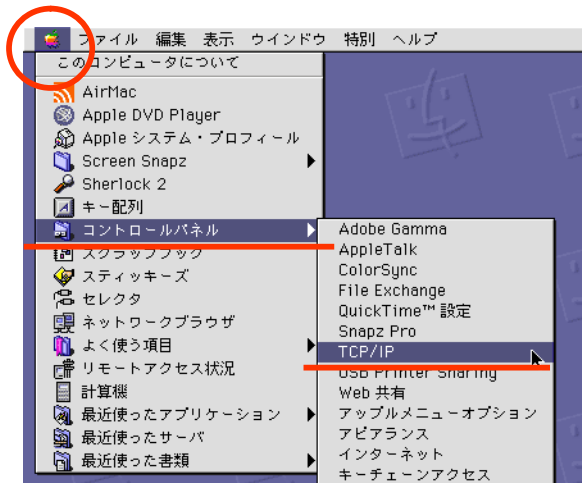 ファイル 編集 表示 ウインドウ 特別 ヘルプ
このコンピュータについて
AirMac
Apple DVD Player
Apple システム・プロフィール
Screen Snapz
Sherlock 2
キー配列
コントロールパネル
スクラップブック
スティッキーズ
セレクタ
ネットワークブラウザ
よく使う項目
リモートアクセス状況
計算機
最近使ったアプリケーション
最近使ったサーバ
最近使った書類
Adobe Gamma
AppleTalk
ColorSync
File Exchange
QuickTime™ 設定
Snapz Pro
TCP/IP
USB Printer Sharing
Web 共有
アップルメニューオプション
アピアランス
インターネット
キーチェーンアクセス